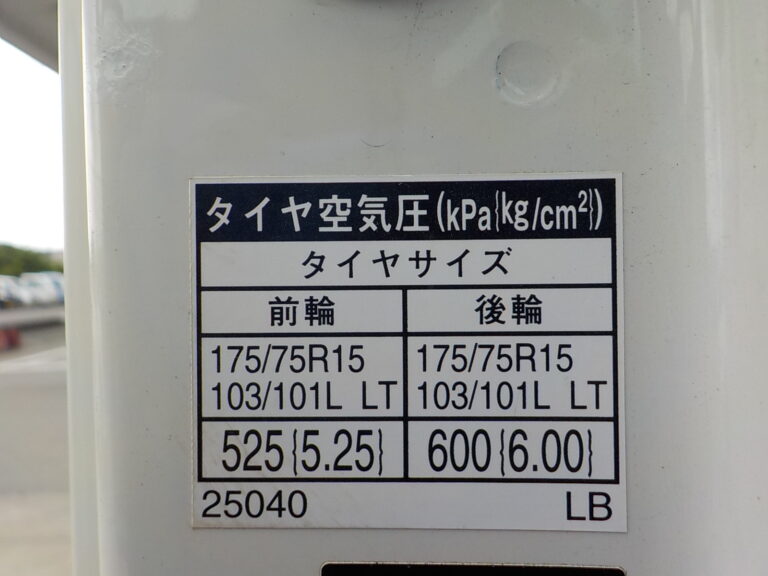 タイヤ空気圧(kPa{kg/cm²})
タイヤサイズ
前輪 後輪
175/75R15 175/75R15
103/101L LT 103/101L LT
525{5.25} 600{6.00}
25040 LB